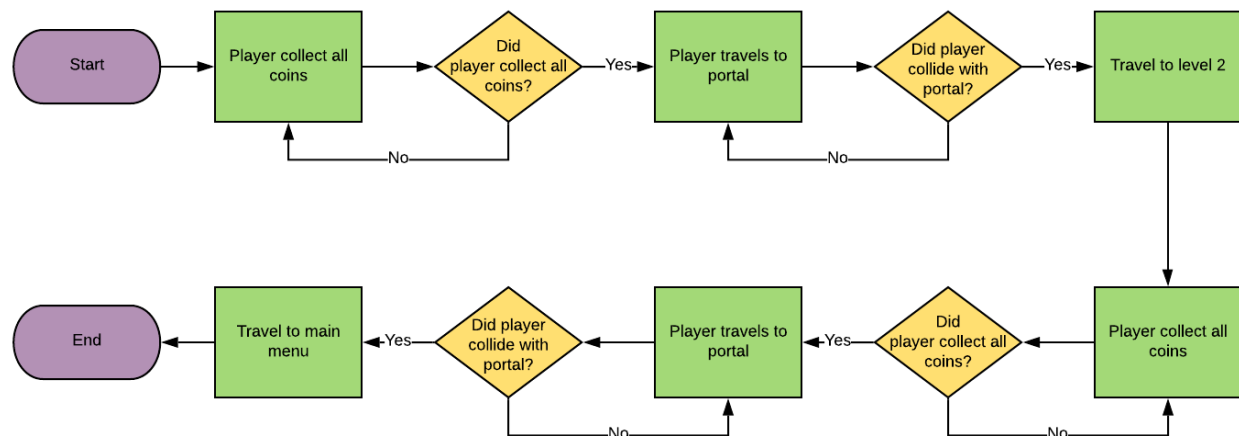 Start
Player collect all
coins
Did
player collect all
coins?
Yes
No
Player travels to
portal
Did player
collide with
portal?
Yes
No
Travel to level 2
Player collect all
coins
Did
player collect all
coins?
Yes
No
Player travels to
portal
Did player
collide with
portal?
Yes
No
Travel to main
menu
End